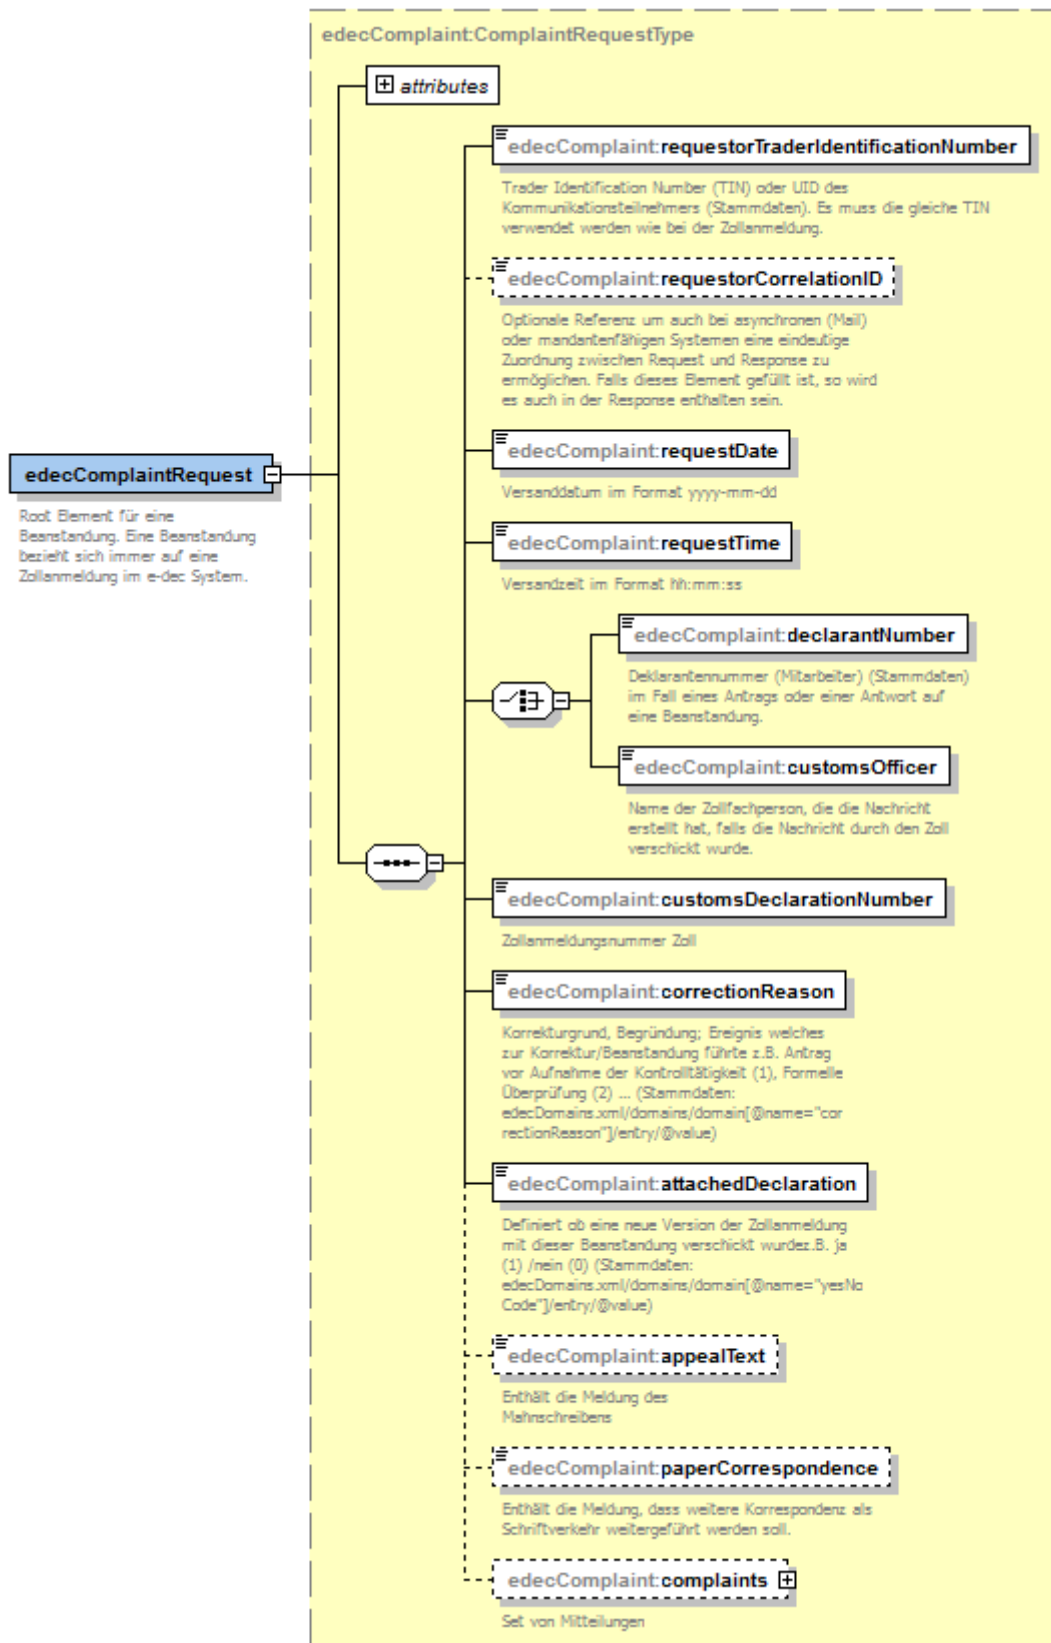 edecComplaint:ComplaintRequestType
attributes
edecComplaint:requestorTraderIdentificationNumber
Trader Identification Number (TIN) oder UID des
Kommunikationsteilnehmers (Stammdaten). Es muss die gleiche TIN
verwendet werden wie bei der Zollanmeldung.
edecComplaint:requestorCorrelationID
Optionale Referenz um auch bei asynchronen (Mail)
oder mandantenfähigen Systemen eine eindeutige
Zuordnung zwischen Request und Response zu
ermöglichen. Falls dieses Element gefüllt ist, so wird
es auch in der Response enthalten sein.
edecComplaint:requestDate
Versanddatum im Format yyyy-mm-dd
edecComplaintRequest
Root Element für eine
Beanstandung. Eine Beanstandung
bezieht sich immer auf eine
Zollanmeldung im e-dec System.
edecComplaint:requestTime
Versandzeit im Format hh:mm:ss
edecComplaint:declarantNumber
Deklarantennummer (Mitarbeiter) (Stammdaten)
im Fall eines Antrags oder einer Antwort auf
eine Beanstandung.
edecComplaint:customsOfficer
Name der Zollfachperson, die die Nachricht
erstellt hat, falls die Nachricht durch den Zoll
verschickt wurde.
edecComplaint:customsDeclarationNumber
Zollanmeldungsnummer Zoll
edecComplaint:correctionReason
Korrekturgrund, Begründung; Ereignis welches
zur Korrektur/Beanstandung führte z.B. Antrag
vor Aufnahme der Kontrolltätigkeit (1), Formelle
Überprüfung (2) ... (Stammdaten:
edecDomains.xml/domains/domain[@name="cor
rectionReason"]/entry/@value)
edecComplaint:attachedDeclaration
Definiert ob eine neue Version der Zollanmeldung
mit dieser Beanstandung verschickt wurdez.B. ja
(1) /nein (0) (Stammdaten:
edecDomains.xml/domains/domain[@name="yesNo
Code"]/entry/@value)
edecComplaint:appealText
Enthält die Meldung des
Mahnschreibens
edecComplaint:paperCorrespondence
Enthält die Meldung, dass weitere Korrespondenz als
Schriftverkehr weitergeführt werden soll.
edecComplaint:complaints
Set von Mitteilungen